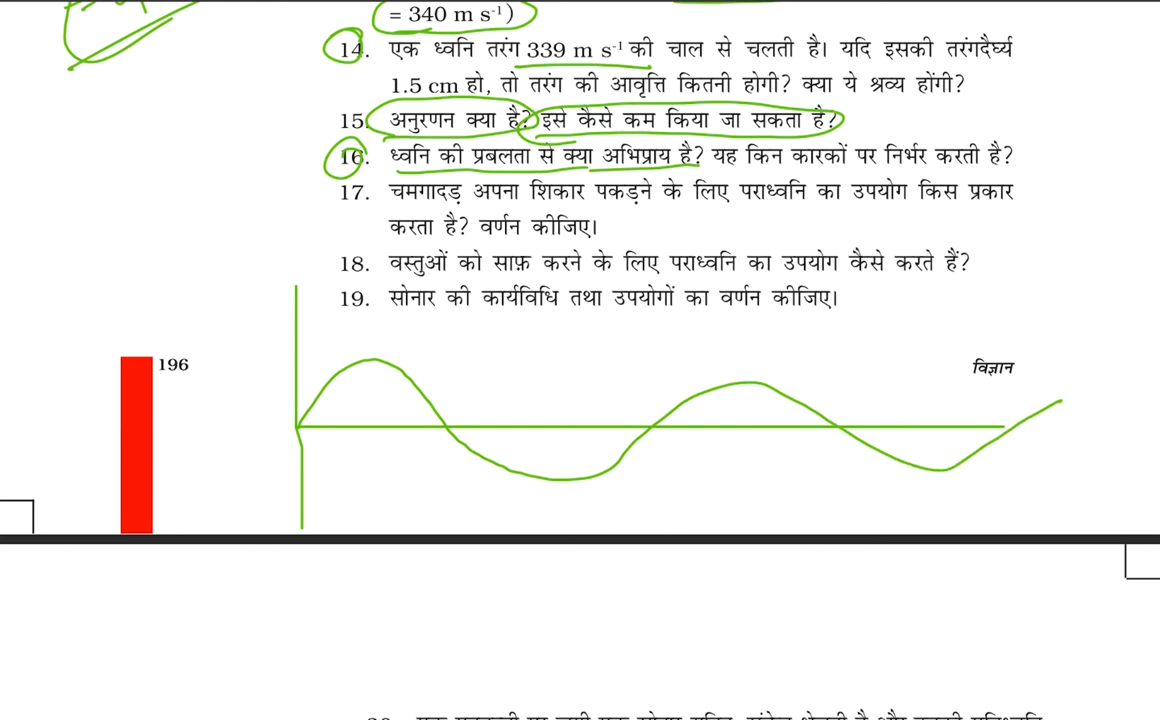 = 340 m s⁻¹)
14. एक ध्वनि तरंग 339 m s⁻¹ की चाल से चलती है। यदि इसकी तरंगदैर्घ्य
1.5 cm हो, तो तरंग की आवृत्ति कितनी होगी? क्या ये श्रव्य होंगी?
15. अनुरणन क्या है? इसे कैसे कम किया जा सकता है?
16. ध्वनि की प्रबलता से क्या अभिप्राय है? यह किन कारकों पर निर्भर करती है?
17. चमगादड़ अपना शिकार पकड़ने के लिए पराध्वनि का उपयोग किस प्रकार
करता है? वर्णन कीजिए।
18. वस्तुओं को साफ़ करने के लिए पराध्वनि का उपयोग कैसे करते हैं?
19. सोनार की कार्यविधि तथा उपयोगों का वर्णन कीजिए।
196
विज्ञान